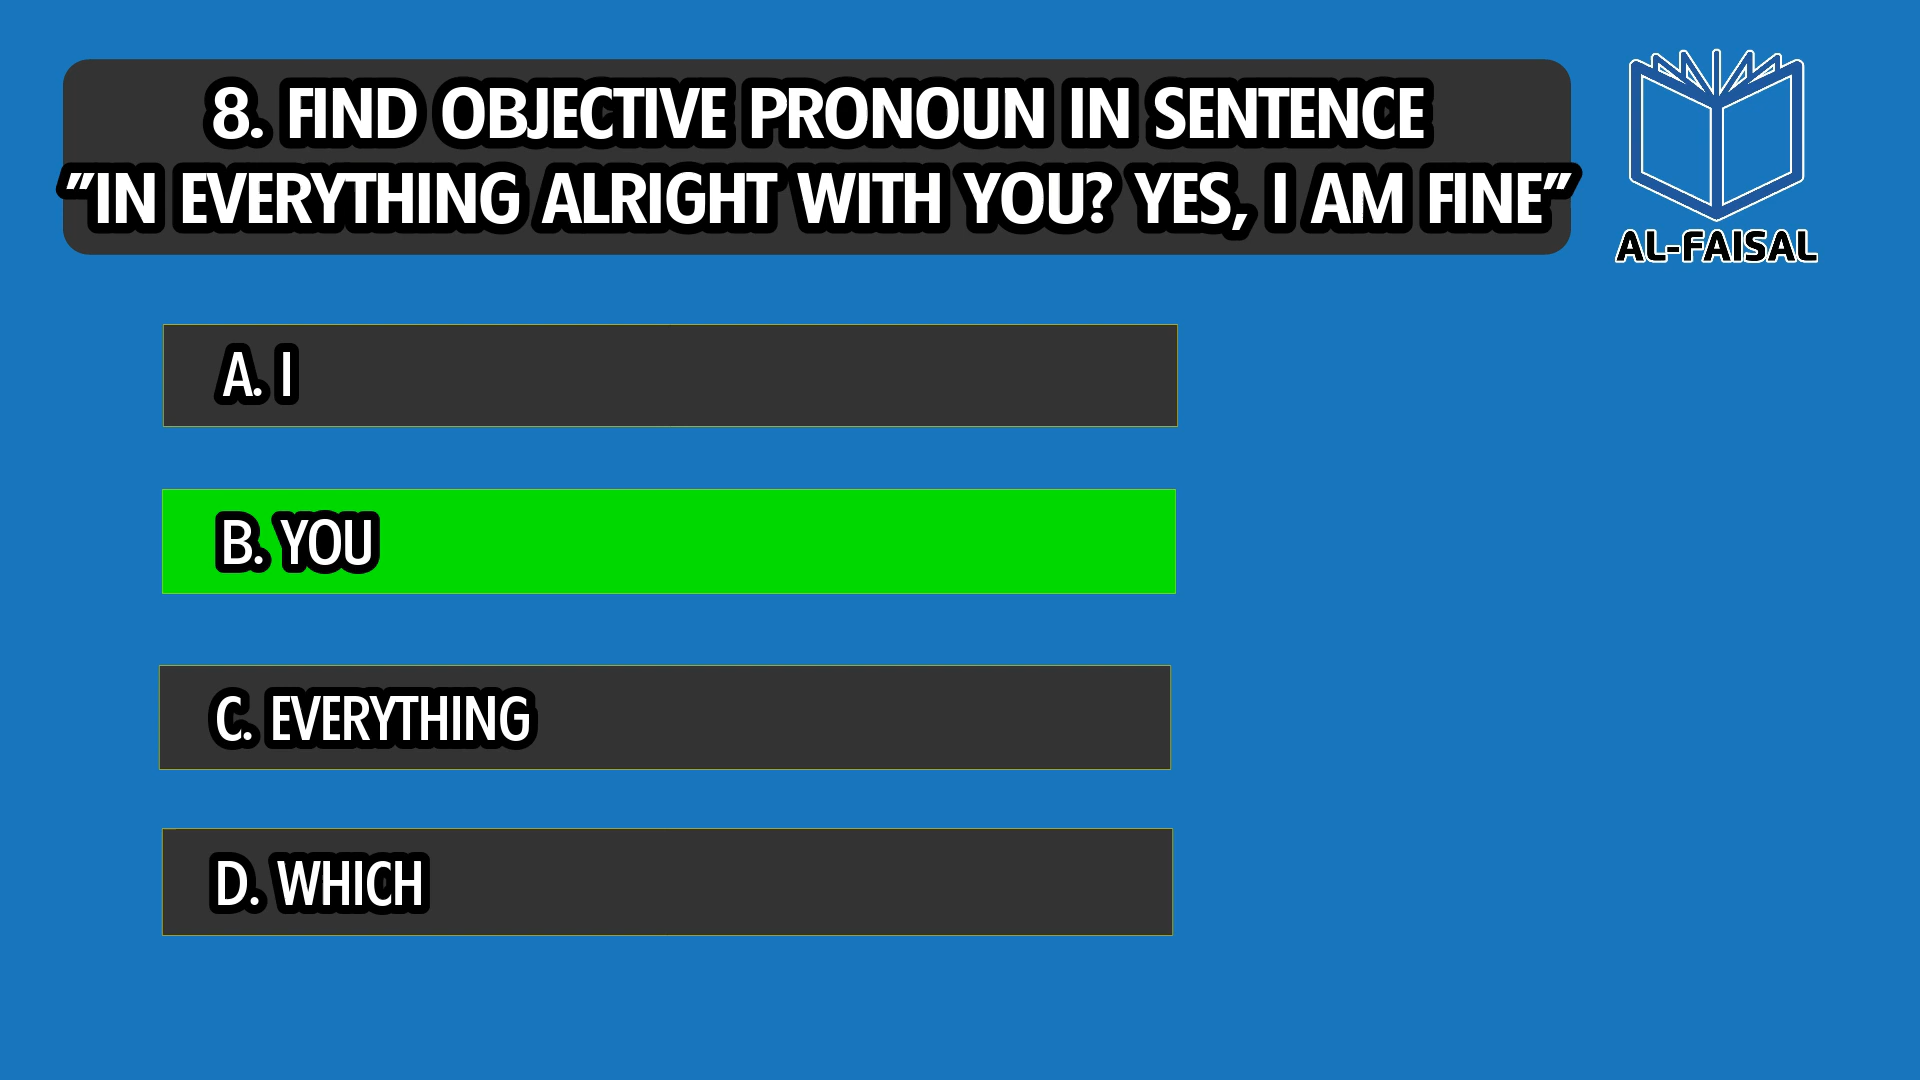 8. FIND OBJECTIVE PRONOUN IN SENTENCE
"IN EVERYTHING ALRIGHT WITH YOU? YES, I AM FINE"
AL-FAISAL
A. I
B. YOU
C. EVERYTHING
D. WHICH